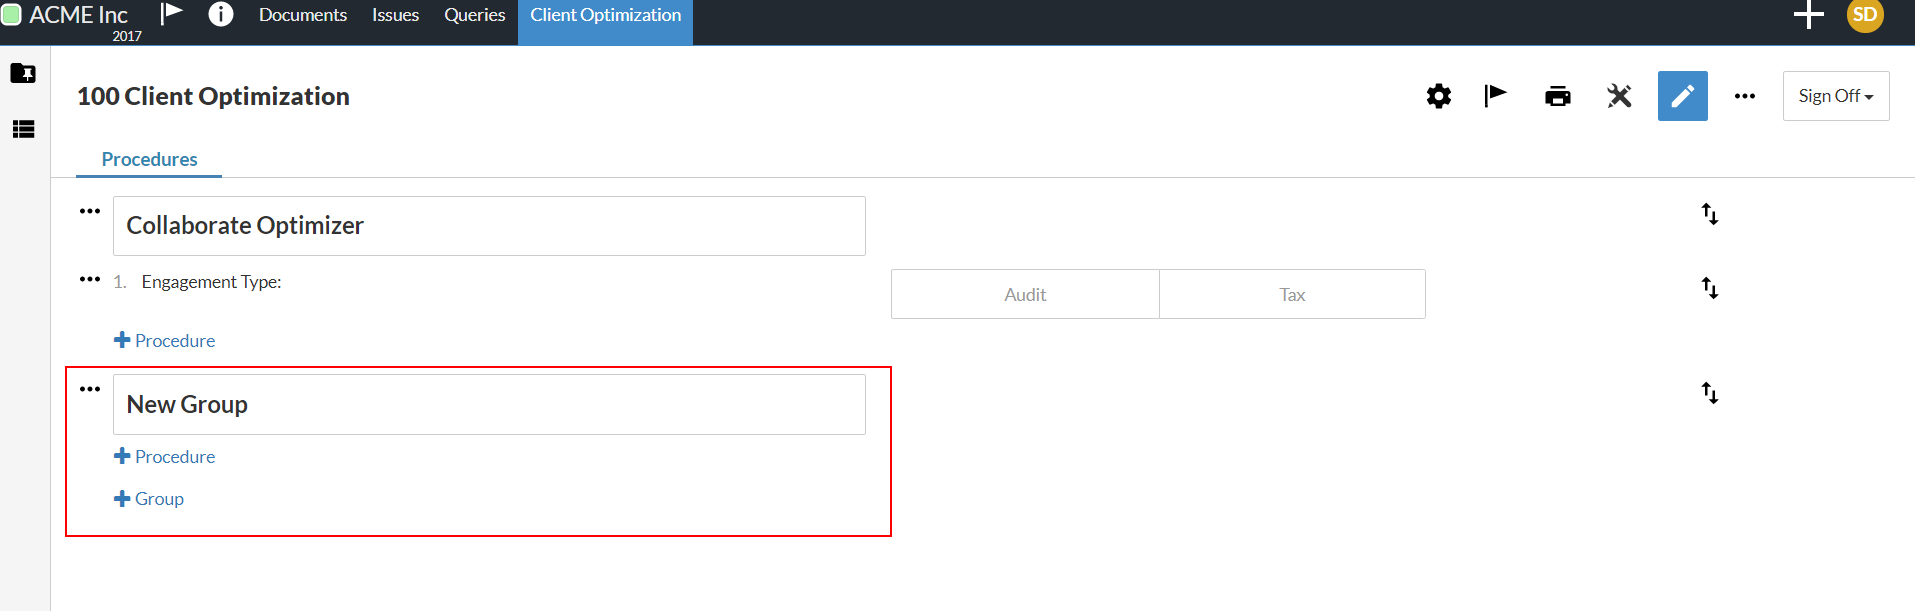 ACME Inc
2017
Documents Issues Queries Client Optimization
SD
100 Client Optimization
Sign Off
Procedures
Collaborate Optimizer
1. Engagement Type:
Audit Tax
Procedure
New Group
Procedure
Group